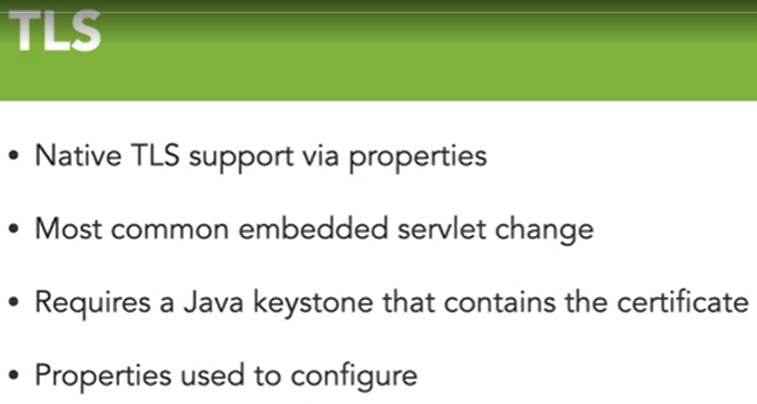 TLS
• Native TLS support via properties
• Most common embedded servlet change
• Requires a Java keystone that contains the certificate
• Properties used to configure